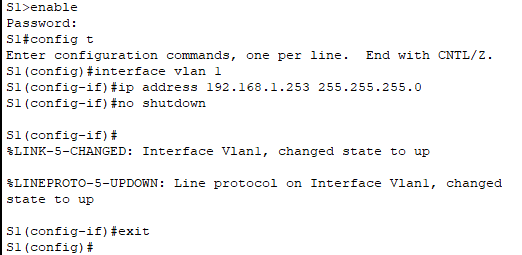 S1>enable
Password:
S1#config t
Enter configuration commands, one per line.  End with CNTL/Z.
S1(config)#interface vlan 1
S1(config-if)#ip address 192.168.1.253 255.255.255.0
S1(config-if)#no shutdown
S1(config-if)#
%LINK-5-CHANGED: Interface Vlan1, changed state to up
%LINEPROTO-5-UPDOWN: Line protocol on Interface Vlan1, changed
state to up
S1(config-if)#exit
S1(config)#